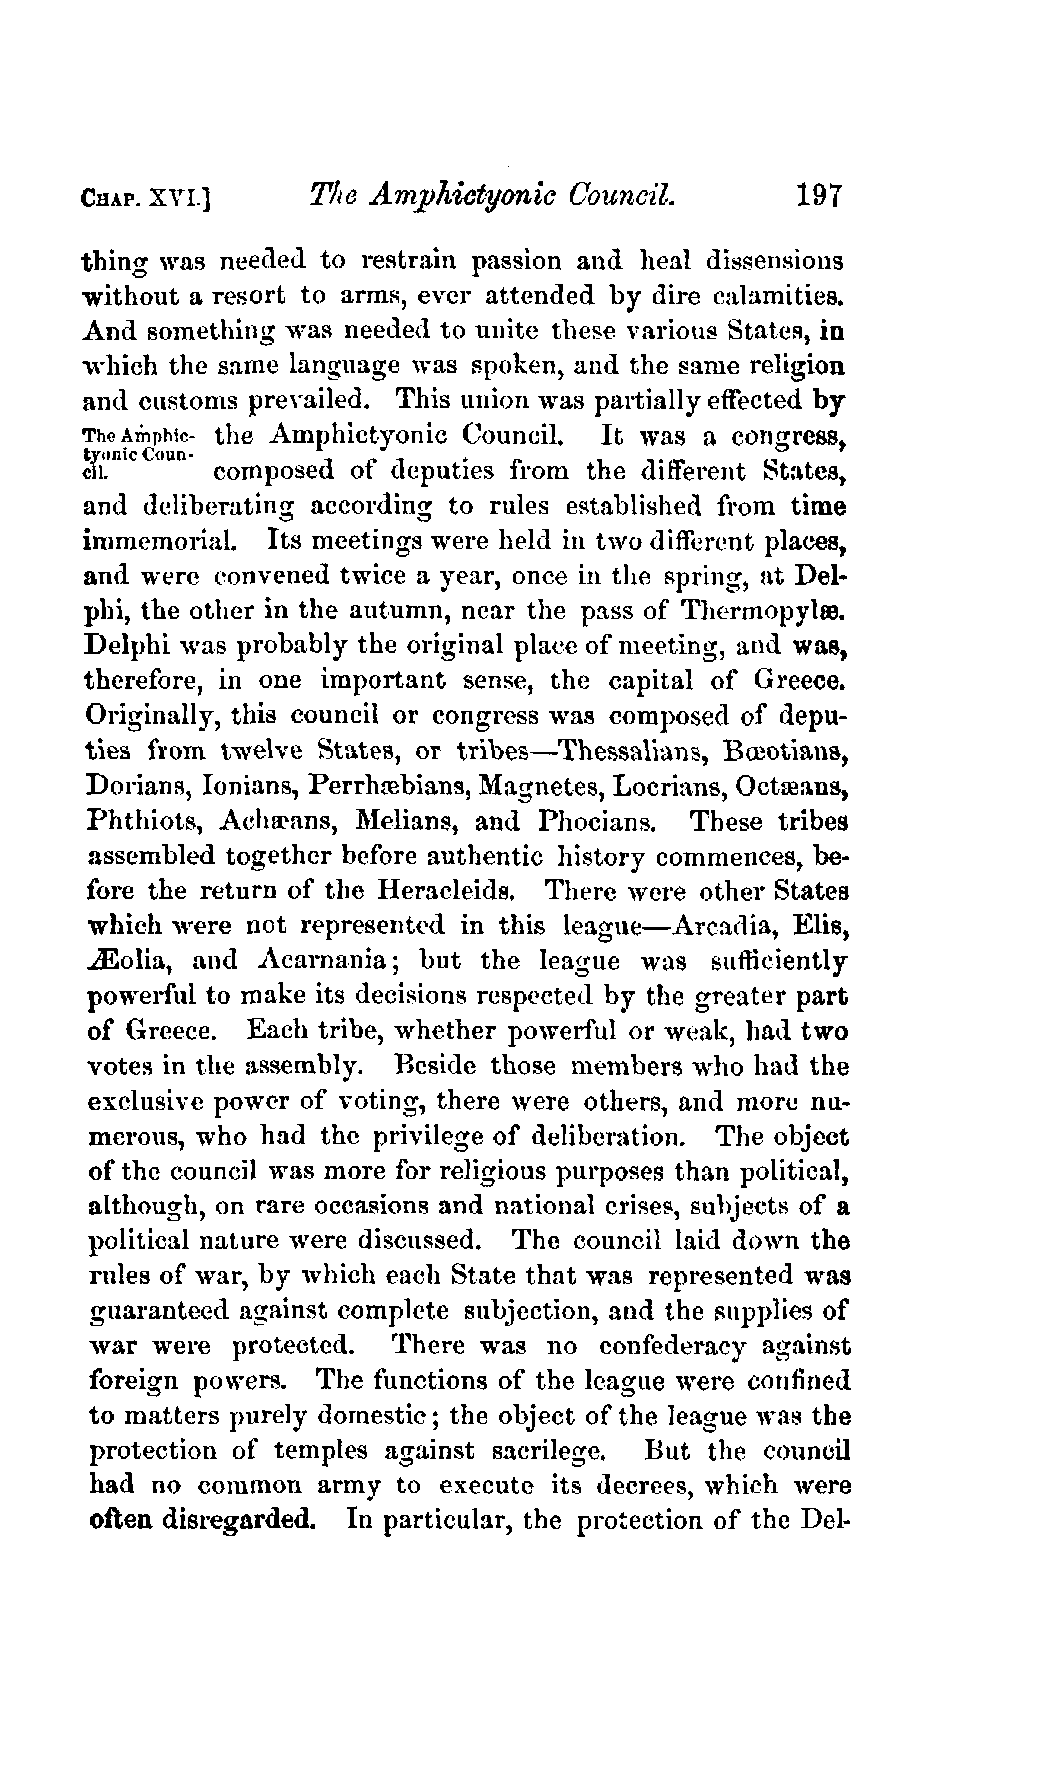 CHAP. XVI.] The Amphictyonic Council. 197
thing was needed to restrain passion and heal dissensions
without a resort to arms, ever attended by dire calamities.
And something was needed to unite these various States, in
which the same language was spoken, and the same religion
and customs prevailed. This union was partially effected by
The Amphic- the Amphictyonic Council. It was a congress,
tyonic Coun-
cil. composed of deputies from the different States,
and deliberating according to rules established from time
immemorial. Its meetings were held in two different places,
and were convened twice a year, once in the spring, at Del-
phi, the other in the autumn, near the pass of Thermopylæ.
Delphi was probably the original place of meeting, and was,
therefore, in one important sense, the capital of Greece.
Originally, this council or congress was composed of depu-
ties from twelve States, or tribes—Thessalians, Bœotians,
Dorians, Ionians, Perrhæbians, Magnetes, Locrians, Octæans,
Phthiots, Achæans, Melians, and Phocians. These tribes
assembled together before authentic history commences, be-
fore the return of the Heracleids. There were other States
which were not represented in this league—Arcadia, Elis,
Æolia, and Acarnania; but the league was sufficiently
powerful to make its decisions respected by the greater part
of Greece. Each tribe, whether powerful or weak, had two
votes in the assembly. Beside those members who had the
exclusive power of voting, there were others, and more nu-
merous, who had the privilege of deliberation. The object
of the council was more for religious purposes than political,
although, on rare occasions and national crises, subjects of a
political nature were discussed. The council laid down the
rules of war, by which each State that was represented was
guaranteed against complete subjection, and the supplies of
war were protected. There was no confederacy against
foreign powers. The functions of the league were confined
to matters purely domestic; the object of the league was the
protection of temples against sacrilege. But the council
had no common army to execute its decrees, which were
often disregarded. In particular, the protection of the Del-